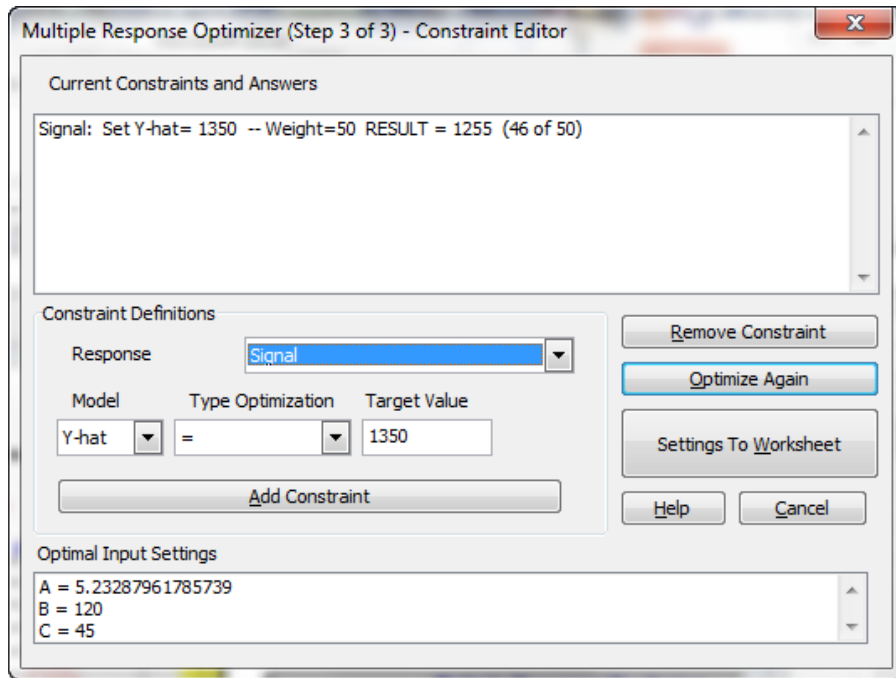 Multiple Response Optimizer (Step 3 of 3) - Constraint Editor
Current Constraints and Answers
Signal:  Set Y-hat= 1350  -- Weight=50  RESULT = 1255  (46 of 50)
Constraint Definitions
Response
Signal
Model
Type Optimization
Target Value
Y-hat
=
1350
Add Constraint
Remove Constraint
Optimize Again
Settings To Worksheet
Help
Cancel
Optimal Input Settings
A = 5.23287961785739
B = 120
C = 45